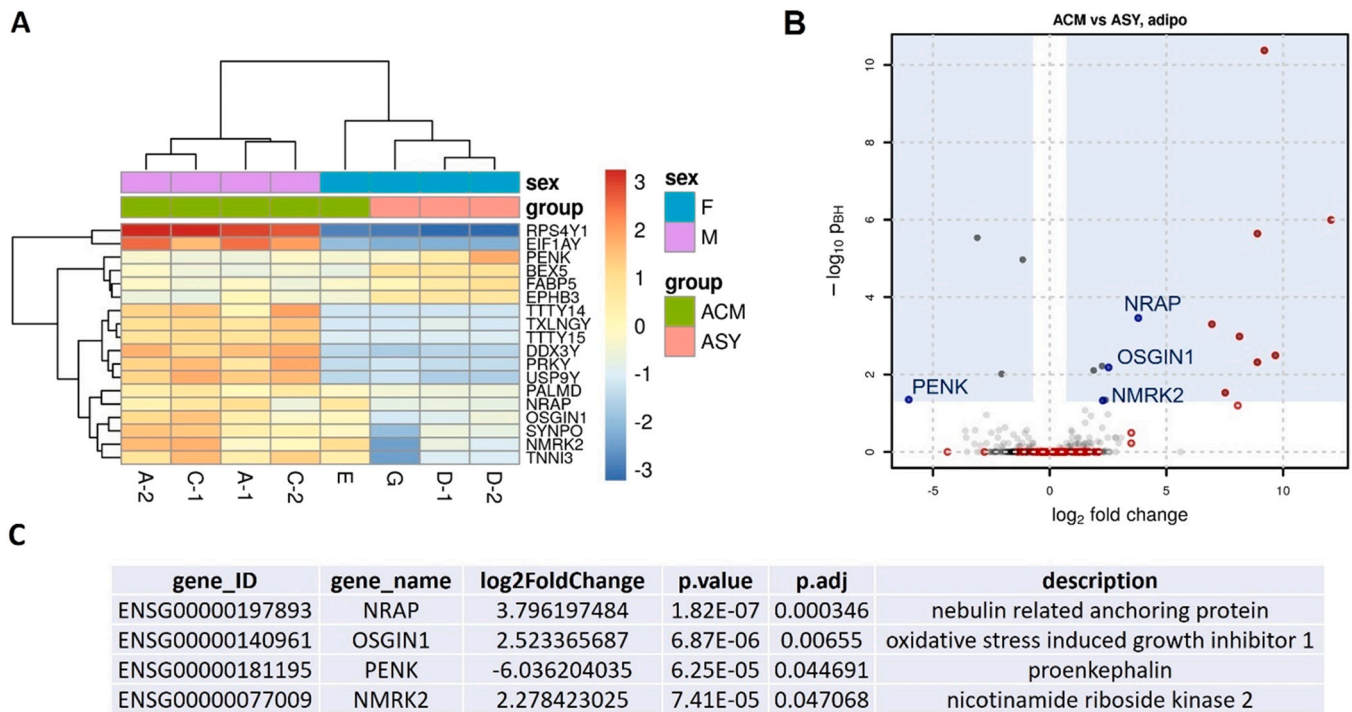 A
sex
group
RPS4Y1
EIF1AY
PENK
BEX5
FABP5
EPHB3
TTTY14
TXLNGY
TTTY15
DDX3Y
PRKY
USP9Y
PALMD
NRAP
OSGIN1
SYNPO
NMRK2
TNNI3
A-2 C-1 A-1 C-2 E G D-1 D-2
3
2
1
0
-1
-2
-3
sex
F
M
group
ACM
ASY
B
ACM vs ASY, adipo
− log10 pBH
10
8
6
4
2
0
NRAP
OSGIN1
PENK
NMRK2
-5 0 5 10
log2 fold change
C
gene_ID gene_name log2FoldChange p.value p.adj description
ENSG00000197893 NRAP 3.796197484 1.82E-07 0.000346 nebulin related anchoring protein
ENSG00000140961 OSGIN1 2.523365687 6.87E-06 0.00655 oxidative stress induced growth inhibitor 1
ENSG00000181195 PENK -6.036204035 6.25E-05 0.044691 proenkephalin
ENSG00000077009 NMRK2 2.278423025 7.41E-05 0.047068 nicotinamide riboside kinase 2